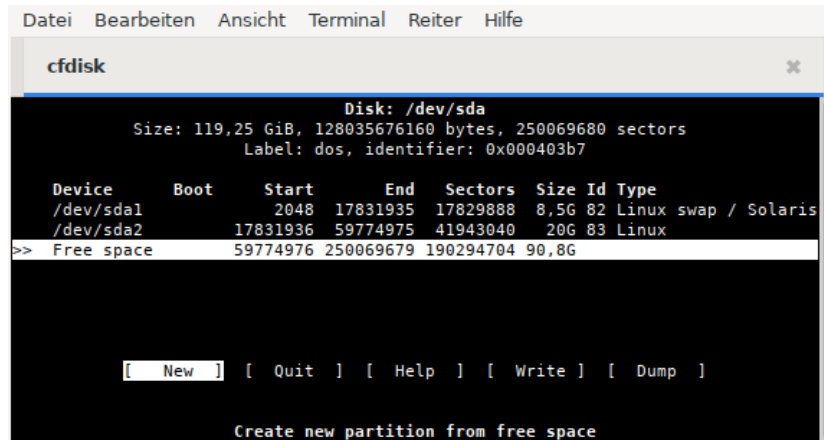 Datei Bearbeiten Ansicht Terminal Reiter Hilfe
cfdisk ×
Disk: /dev/sda
Size: 119,25 GiB, 128035676160 bytes, 250069680 sectors
Label: dos, identifier: 0x000403b7
Device Boot Start End Sectors Size Id Type
/dev/sda1 2048 17831935 17829888 8,5G 82 Linux swap / Solaris
/dev/sda2 17831936 59774975 41943040 20G 83 Linux
>> Free space 59774976 250069679 190294704 90,8G
[ New ] [ Quit ] [ Help ] [ Write ] [ Dump ]
Create new partition from free space